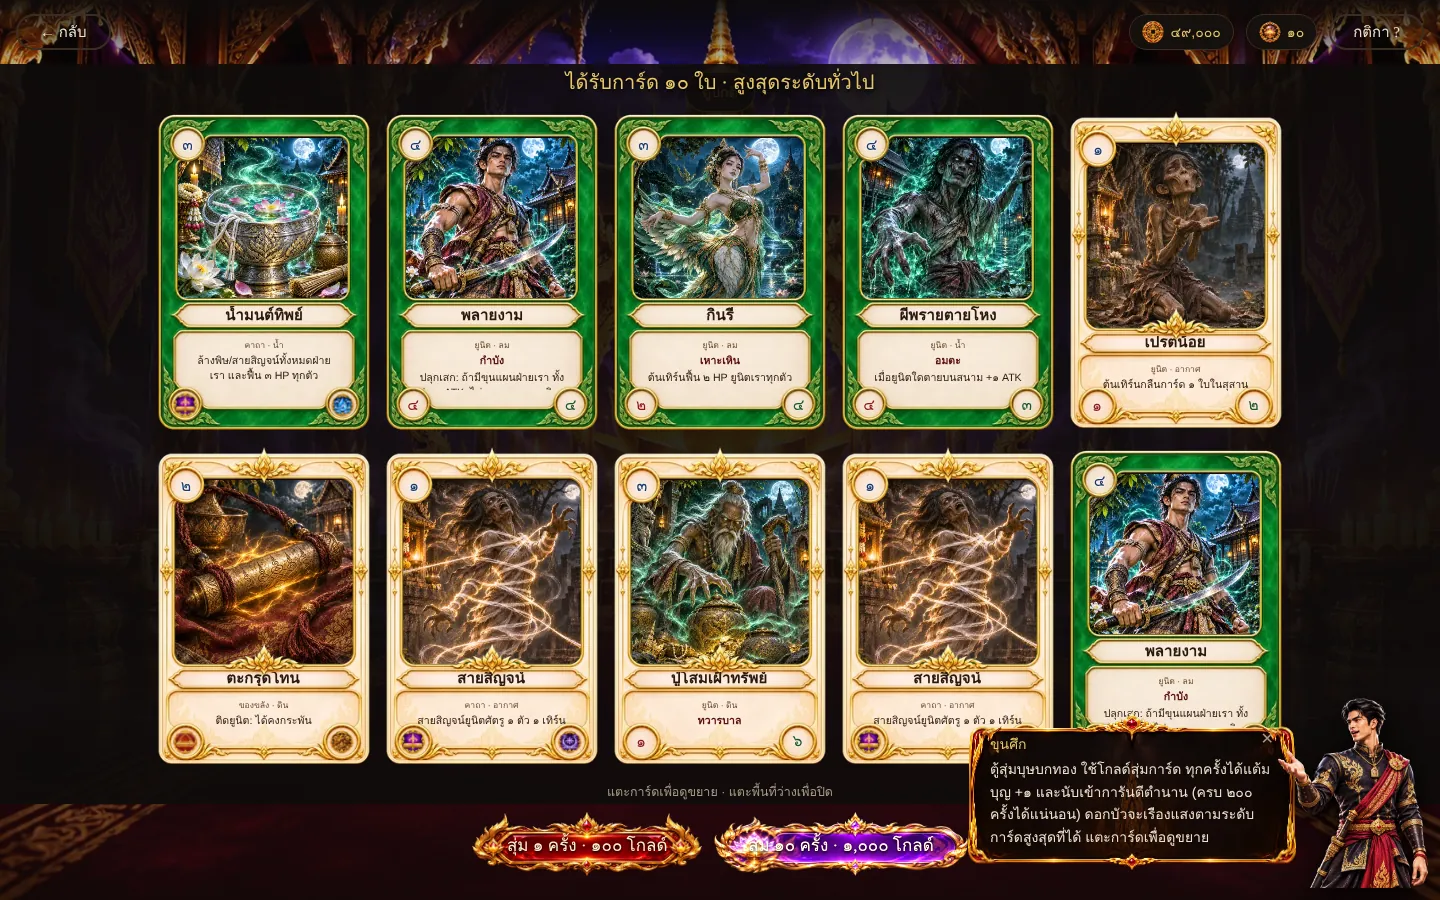 ← กลับ
๔๙,๐๐๐
๑๐
กติกา ?
ได้รับการ์ด ๑๐ ใบ · สูงสุดระดับทั่วไป
๓
น้ำมนต์ทิพย์
คาถา · น้ำ
ล้างพิษ/สายสิญจน์ทั้งหมดฝ่าย
เรา และฟื้น ๓ HP ทุกตัว
๔
พลายงาม
ยูนิต · ลม
กำบัง
ปลุกเสก: ถ้ามีขุนแผนฝ่ายเรา ทั้ง
๔
๔
๓
กินรี
ยูนิต · ลม
เหาะเหิน
ต้นเทิร์นฟื้น ๒ HP ยูนิตเราทุกตัว
๒
๔
๔
ผีพรายตายโหง
ยูนิต · น้ำ
อมตะ
เมื่อยูนิตใดตายบนสนาม +๑ ATK
๔
๓
๑
เปรตน้อย
ยูนิต · อากาศ
ต้นเทิร์นกลืนการ์ด ๑ ใบในสุสาน
๑
๒
๒
ตะกรุดโทน
ของขลัง · ดิน
ติดยูนิต: ได้คงกระพัน
๑
สายสิญจน์
คาถา · อากาศ
สายสิญจน์ยูนิตศัตรู ๑ ตัว ๑ เทิร์น
๓
ปู่โสมเฝ้าทรัพย์
ยูนิต · ดิน
ทวารบาล
๑
๖
๑
สายสิญจน์
คาถา · อากาศ
สายสิญจน์ยูนิตศัตรู ๑ ตัว ๑ เทิร์น
๔
พลายงาม
ยูนิต · ลม
กำบัง
ปลุกเสก: ถ้ามีขุนแผนฝ่ายเรา ทั้ง
แตะการ์ดเพื่อดูขยาย · แตะพื้นที่ว่างเพื่อปิด
สุ่ม ๑ ครั้ง · ๑๐๐ โกลด์
สุ่ม ๑๐ ครั้ง · ๑,๐๐๐ โกลด์
ขุนศึก
×
ตู้สุ่มบุษบกทอง ใช้โกลด์สุ่มการ์ด ทุกครั้งได้แต้ม
บุญ +๑ และนับเข้าการันตีตำนาน (ครบ ๒๐๐
ครั้งได้แน่นอน) ดอกบัวจะเรืองแสงตามระดับ
การ์ดสูงสุดที่ได้ แตะการ์ดเพื่อดูขยาย